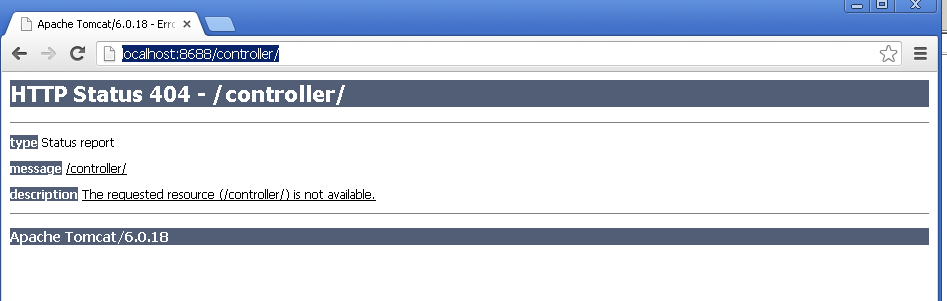 Apache Tomcat/6.0.18 - Erro
localhost:8688/controller/
HTTP Status 404 - /controller/
type Status report
message /controller/
description The requested resource (/controller/) is not available.
Apache Tomcat/6.0.18